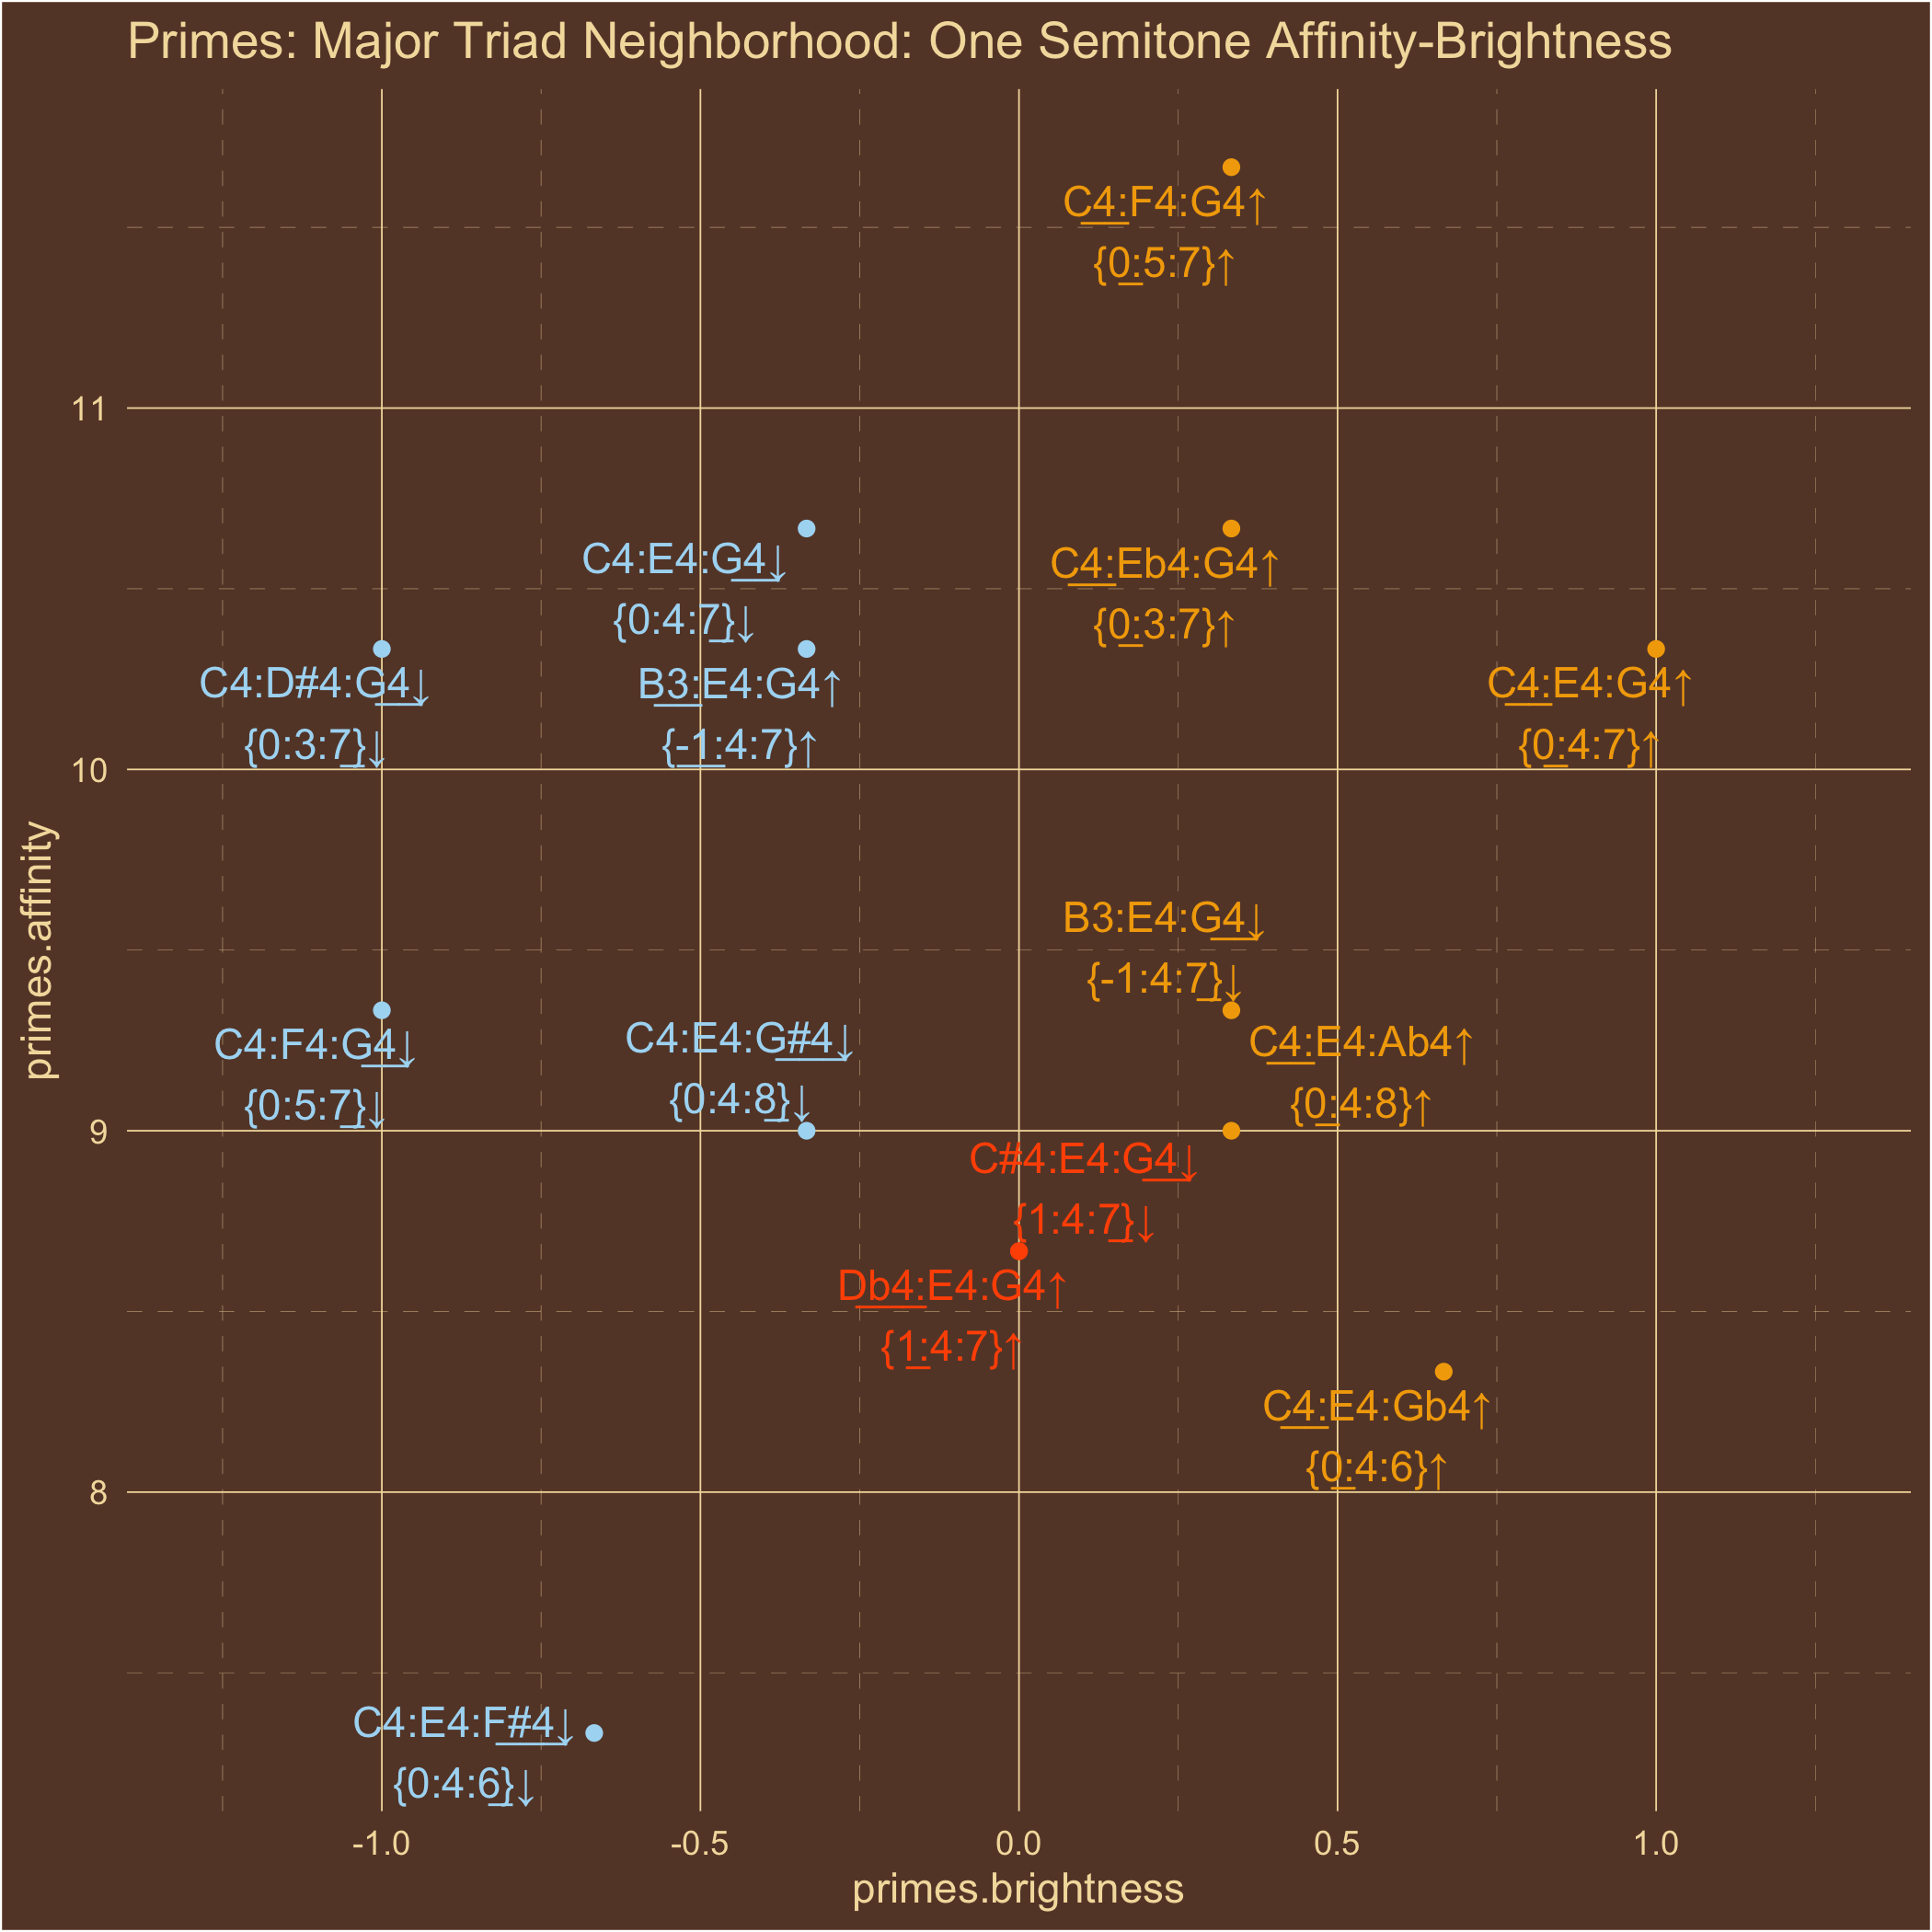 Primes: Major Triad Neighborhood: One Semitone Affinity-Brightness
C4:F4:G4↑
{0:5:7}↑
11
C4:E4:G4↓
{0:4:7}↓
C4:Eb4:G4↑
{0:3:7}↑
C4:D#4:G4↓
{0:3:7}↓
B3:E4:G4↑
{-1:4:7}↑
C4:E4:G4↑
{0:4:7}↑
10
primes.affinity
B3:E4:G4↓
{-1:4:7}↓
C4:F4:G4↓
{0:5:7}↓
C4:E4:G#4↓
{0:4:8}↓
C4:E4:Ab4↑
{0:4:8}↑
9
C#4:E4:G4↓
{1:4:7}↓
Db4:E4:G4↑
{1:4:7}↑
C4:E4:Gb4↑
{0:4:6}↑
8
C4:E4:F#4↓
{0:4:6}↓
-1.0 -0.5 0.0 0.5 1.0
primes.brightness